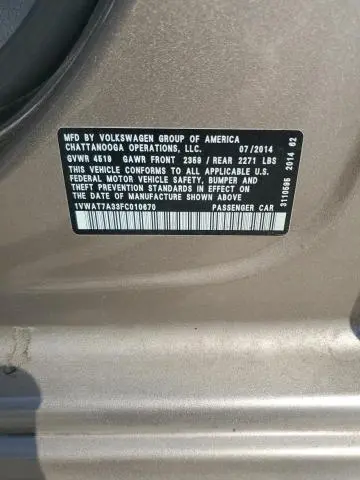 MFD BY VOLKSWAGEN GROUP OF AMERICA
CHATTANOOGA OPERATIONS, LLC. 07/2014
GVWR 4519 GAWR FRONT 2359 / REAR 2271 LBS
THIS VEHICLE CONFORMS TO ALL APPLICABLE U.S.
FEDERAL MOTOR VEHICLE SAFETY, BUMPER AND
THEFT PREVENTION STANDARDS IN EFFECT ON
THE DATE OF MANUFACTURE SHOWN ABOVE.
1VWAT7A33FC010670 PASSENGER CAR
3110595 2014 62